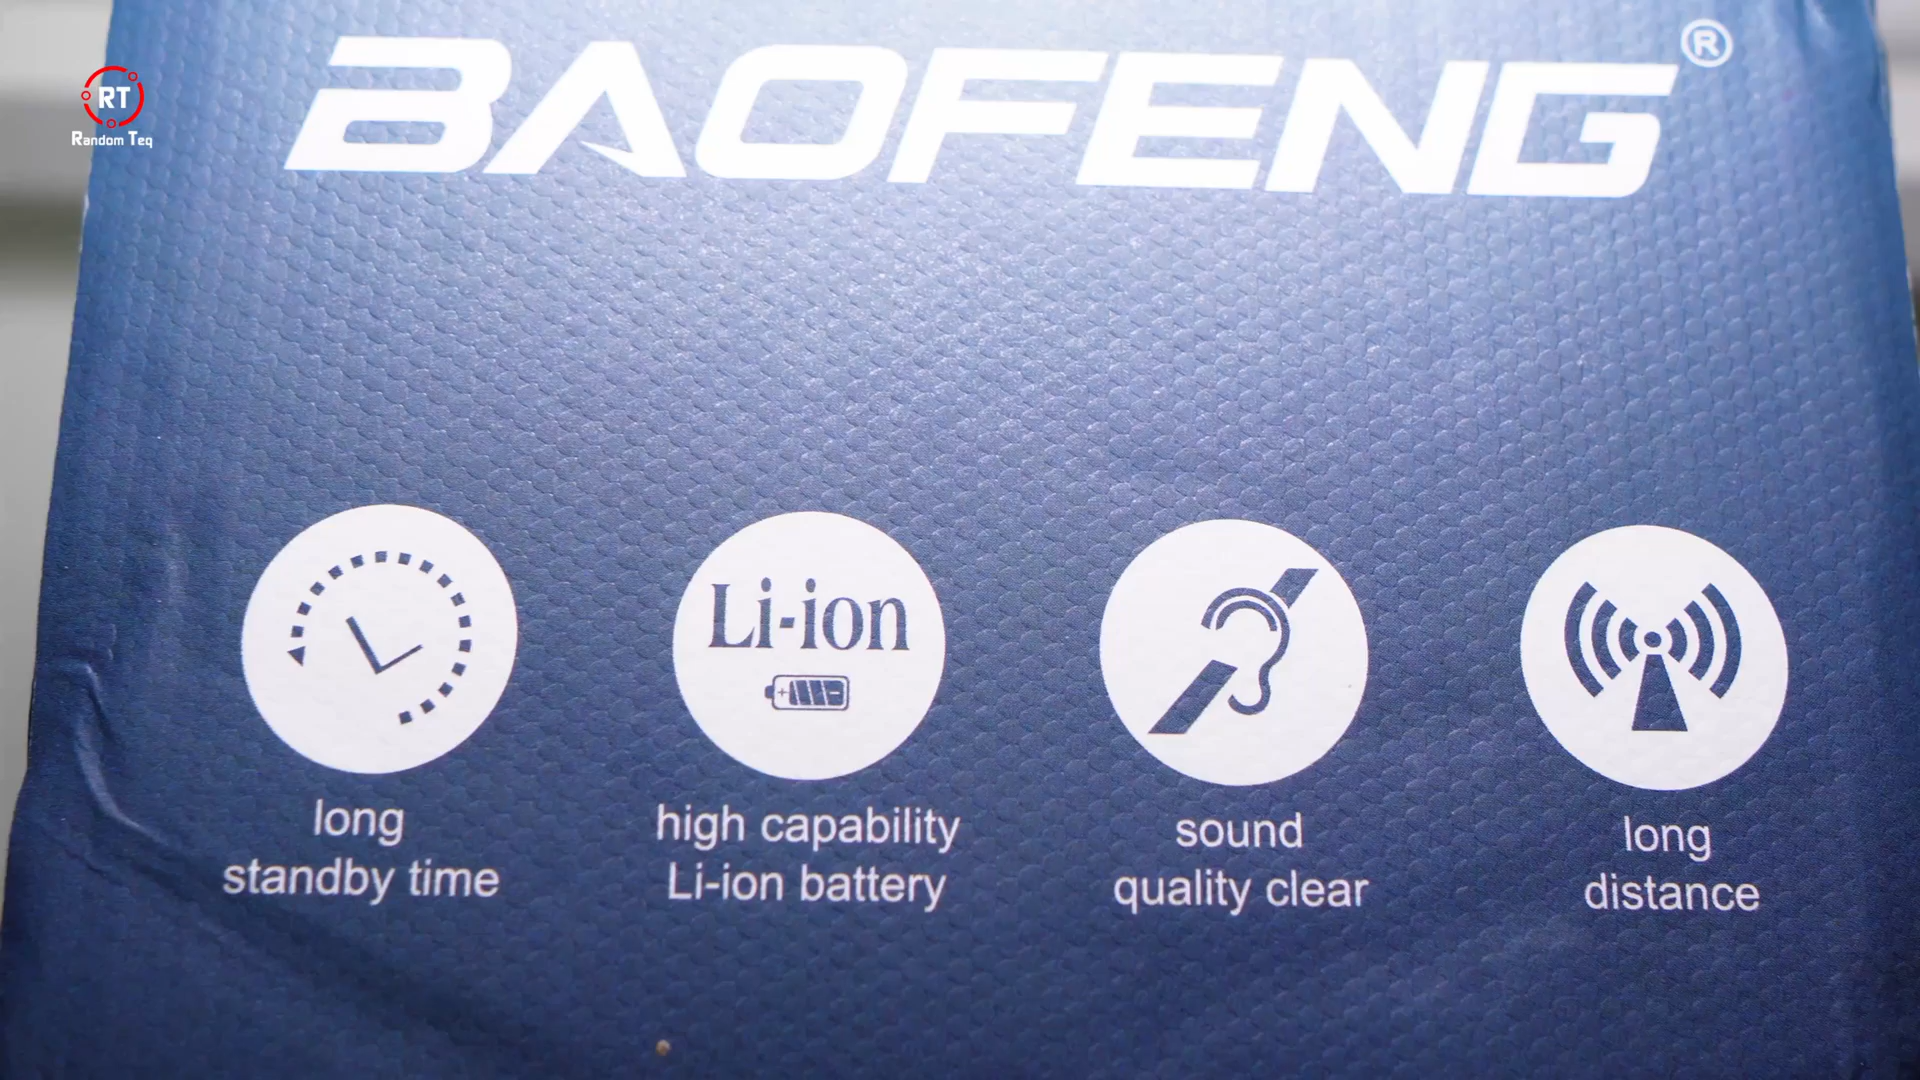 BAOFENG®
RT
Random Teq
Li-ion
long
standby time
high capability
Li-ion battery
sound
quality clear
long
distance